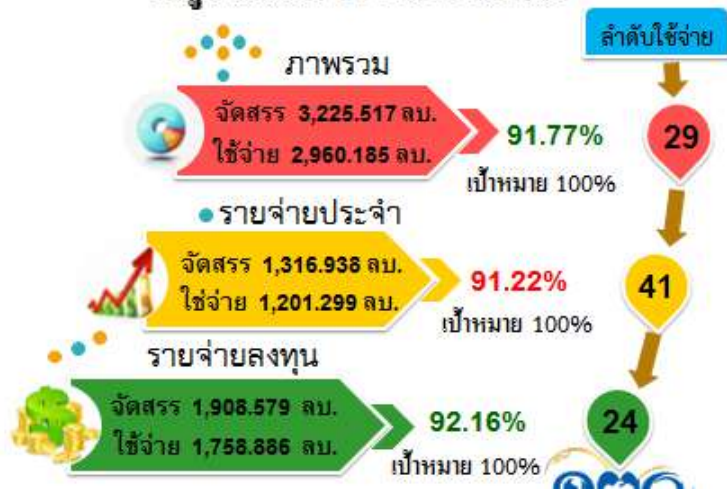 ลำดับใช้จ่าย
ภาพรวม
จัดสรร 3,225.517 ลบ.
ใช้จ่าย 2,960.185 ลบ.
91.77%
เป้าหมาย 100%
29
รายจ่ายประจำ
จัดสรร 1,316.938 ลบ.
ใช่จ่าย 1,201.299 ลบ.
91.22%
เป้าหมาย 100%
41
รายจ่ายลงทุน
จัดสรร 1,908.579 ลบ.
ใช้จ่าย 1,758.886 ลบ.
92.16%
เป้าหมาย 100%
24